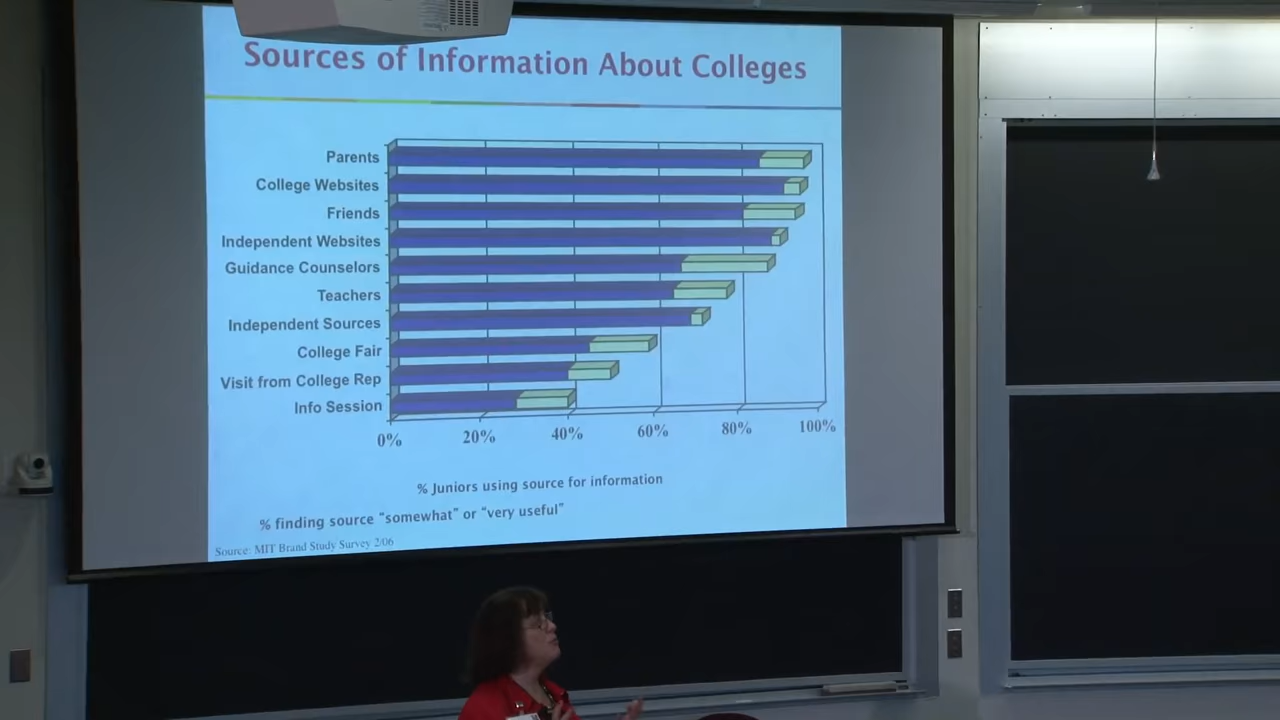 Sources of Information About Colleges
Parents
College Websites
Friends
Independent Websites
Guidance Counselors
Teachers
Independent Sources
College Fair
Visit from College Rep
Info Session
0% 20% 40% 60% 80% 100%
% Juniors using source for information
% finding source "somewhat" or "very useful"
Source: MIT Brand Study Survey 2/06